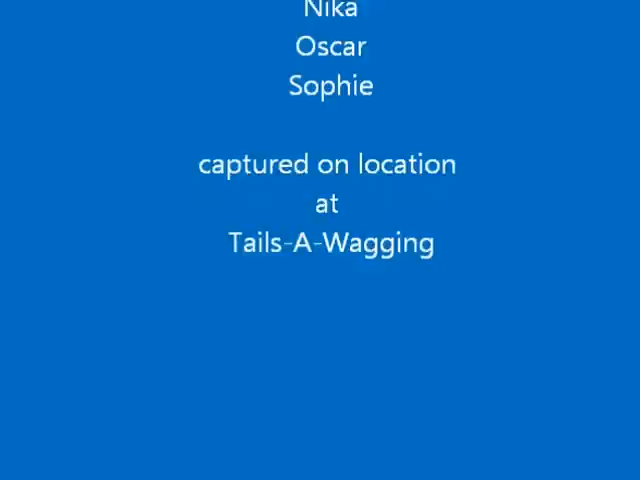 Nika
Oscar
Sophie
captured on location
at
Tails-A-Wagging